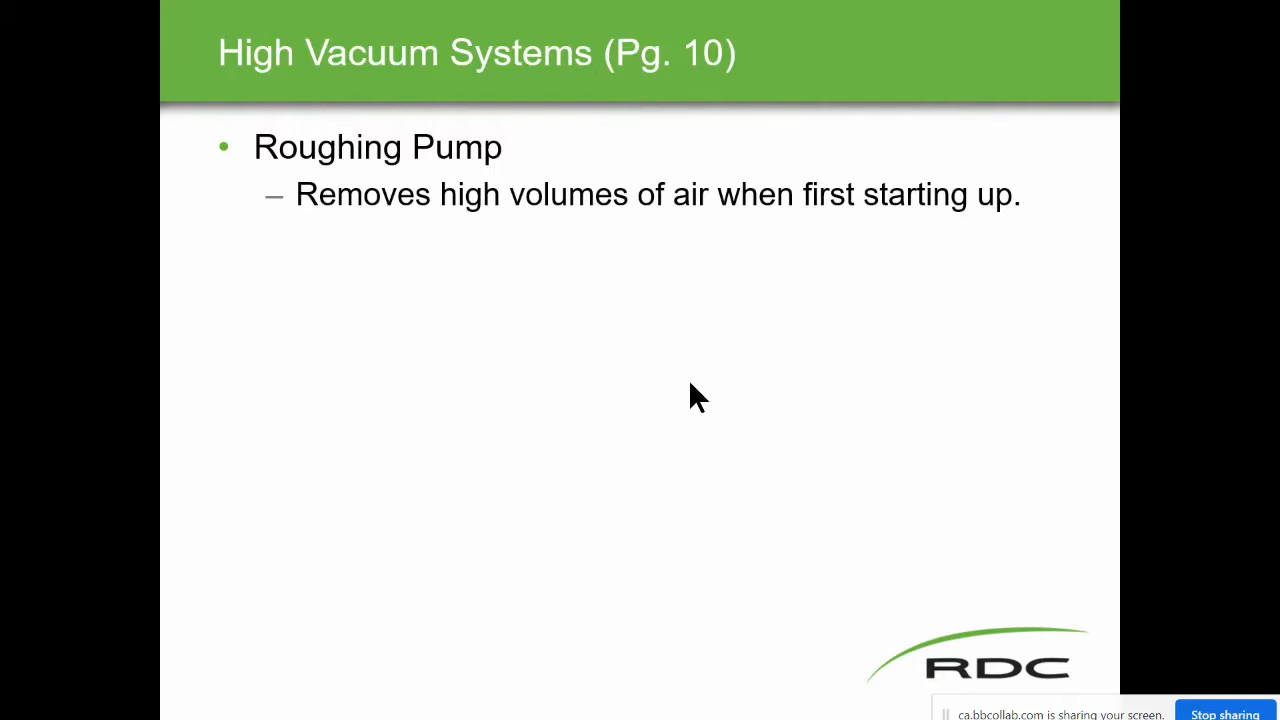 High Vacuum Systems (Pg. 10)
• Roughing Pump
– Removes high volumes of air when first starting up.
RDC
ca.bbcollab.com is sharing your screen.
Stop sharing